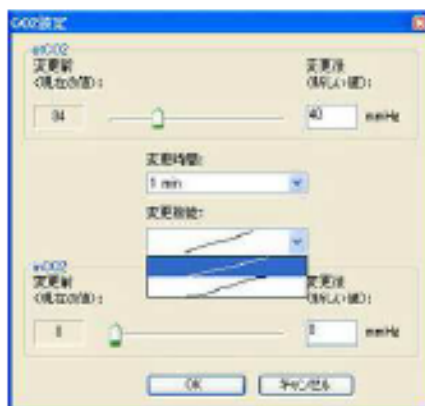 CO2設定
etCO2
変更前 変更後
(現在の値): (新しい値):
34 40 mmHg
変更時間:
1 min
変更機能:
inCO2
変更前 変更後
(現在の値): (新しい値):
0 0 mmHg
OK キャンセル